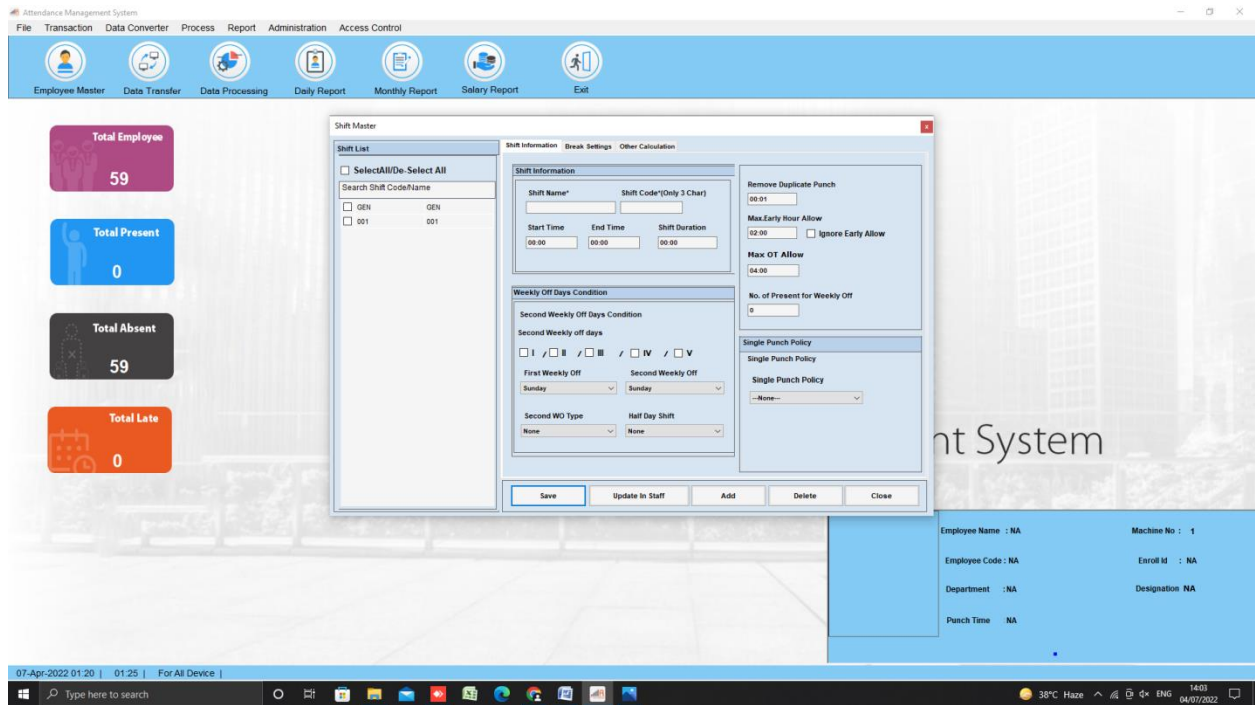 Attendance Management System
File Transaction Data Converter Process Report Administration Access Control
Employee Master Data Transfer Data Processing Daily Report Monthly Report Salary Report Exit
Total Employee
59
Total Present
0
Total Absent
59
Total Late
0
Shift Master
x
Shift List
SelectAll/De-Select All
Search Shift Code/Name
GEN GEN
001 001
Shift Information Break Settings Other Calculation
Shift Information
Shift Name* Shift Code*(Only 3 Char)
Start Time End Time Shift Duration
00:00 00:00 00:00
Weekly Off Days Condition
Second Weekly Off Days Condition
Second Weekly off days
I / II / III / IV / V
First Weekly Off Second Weekly Off
Sunday Sunday
Second WO Type Half Day Shift
None None
Remove Duplicate Punch
00:01
Max.Early Hour Allow
02:00 Ignore Early Allow
Max OT Allow
04:00
No. of Present for Weekly Off
0
Single Punch Policy
Single Punch Policy
Single Punch Policy
---None---
Save Update In Staff Add Delete Close
nt System
Employee Name : NA Machine No : 1
Employee Code : NA Enroll Id : NA
Department :NA Designation NA
Punch Time NA
07-Apr-2022 01:20 | 01:25 | For All Device |
Type here to search
38°C Haze ENG
14:03
04/07/2022